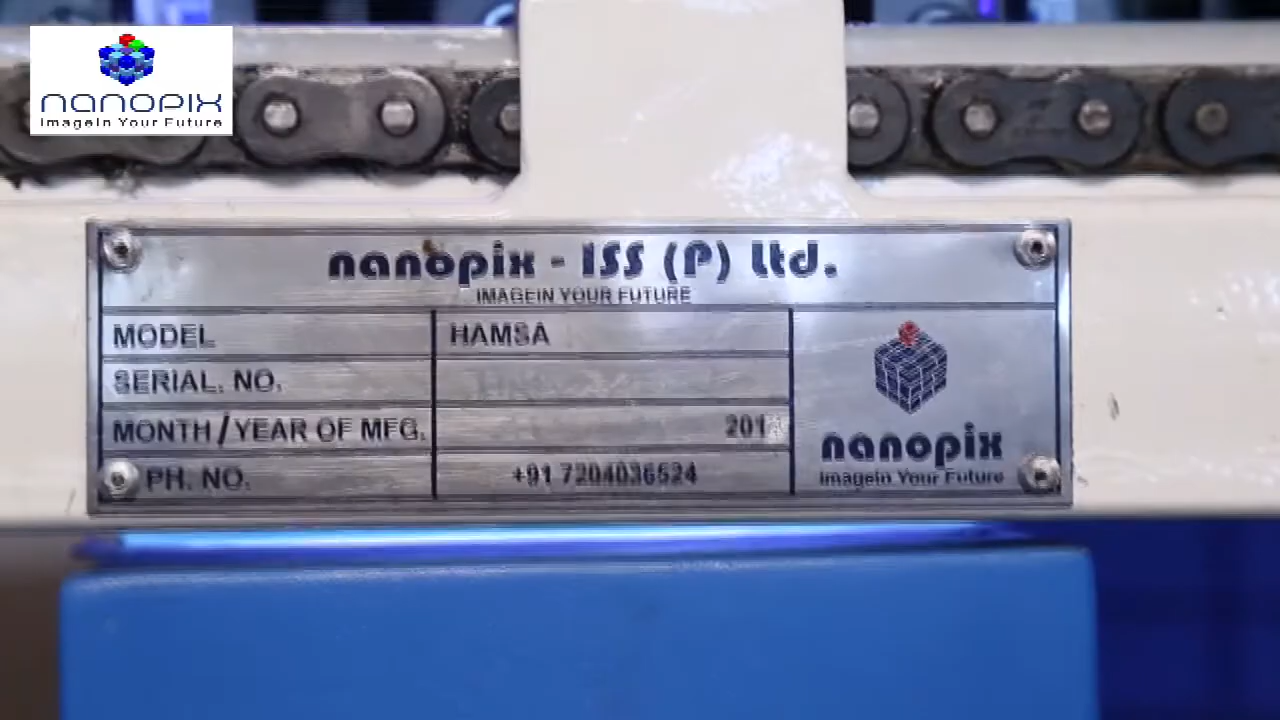 nanopix
ImageIn Your Future
nanopix - ISS (P) Ltd.
IMAGEIN YOUR FUTURE
MODEL HAMSA
SERIAL. NO.
MONTH/YEAR OF MFG. 201
PH. NO. +91 7204036524
nanopix
ImageIn Your Future